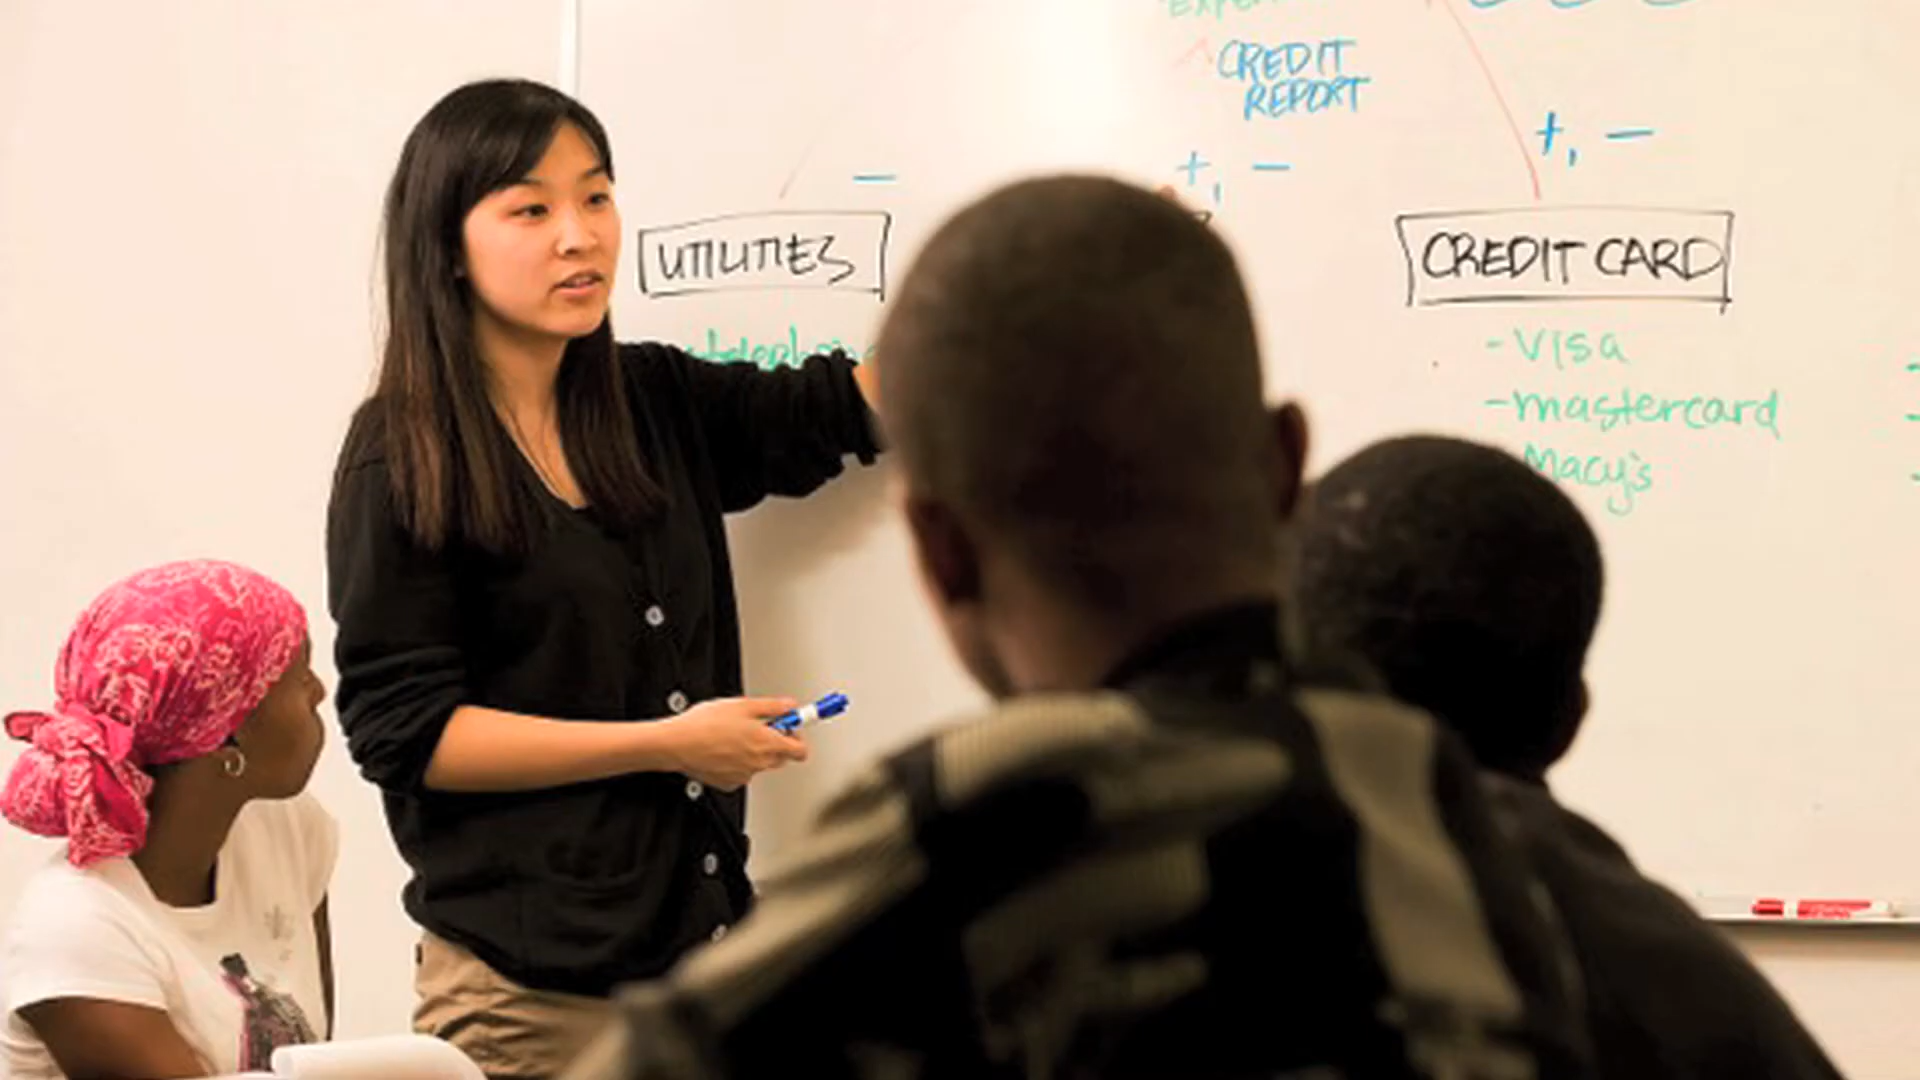 CREDIT
REPORT
+, -
-
+, -
UTILITIES
CREDIT CARD
- Visa
- mastercard
Macy's